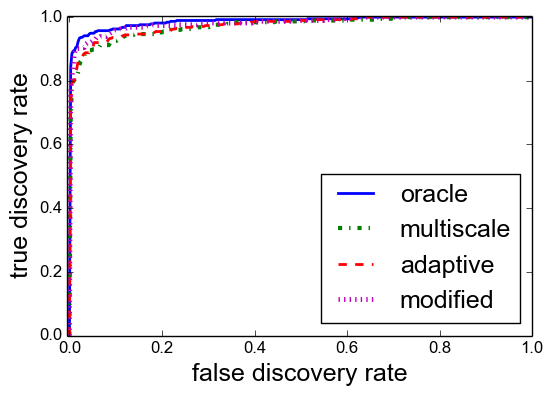 1.0
0.8
0.6
0.4
0.2
0.0
true discovery rate
oracle
multiscale
adaptive
modified
0.0 0.2 0.4 0.6 0.8 1.0
false discovery rate